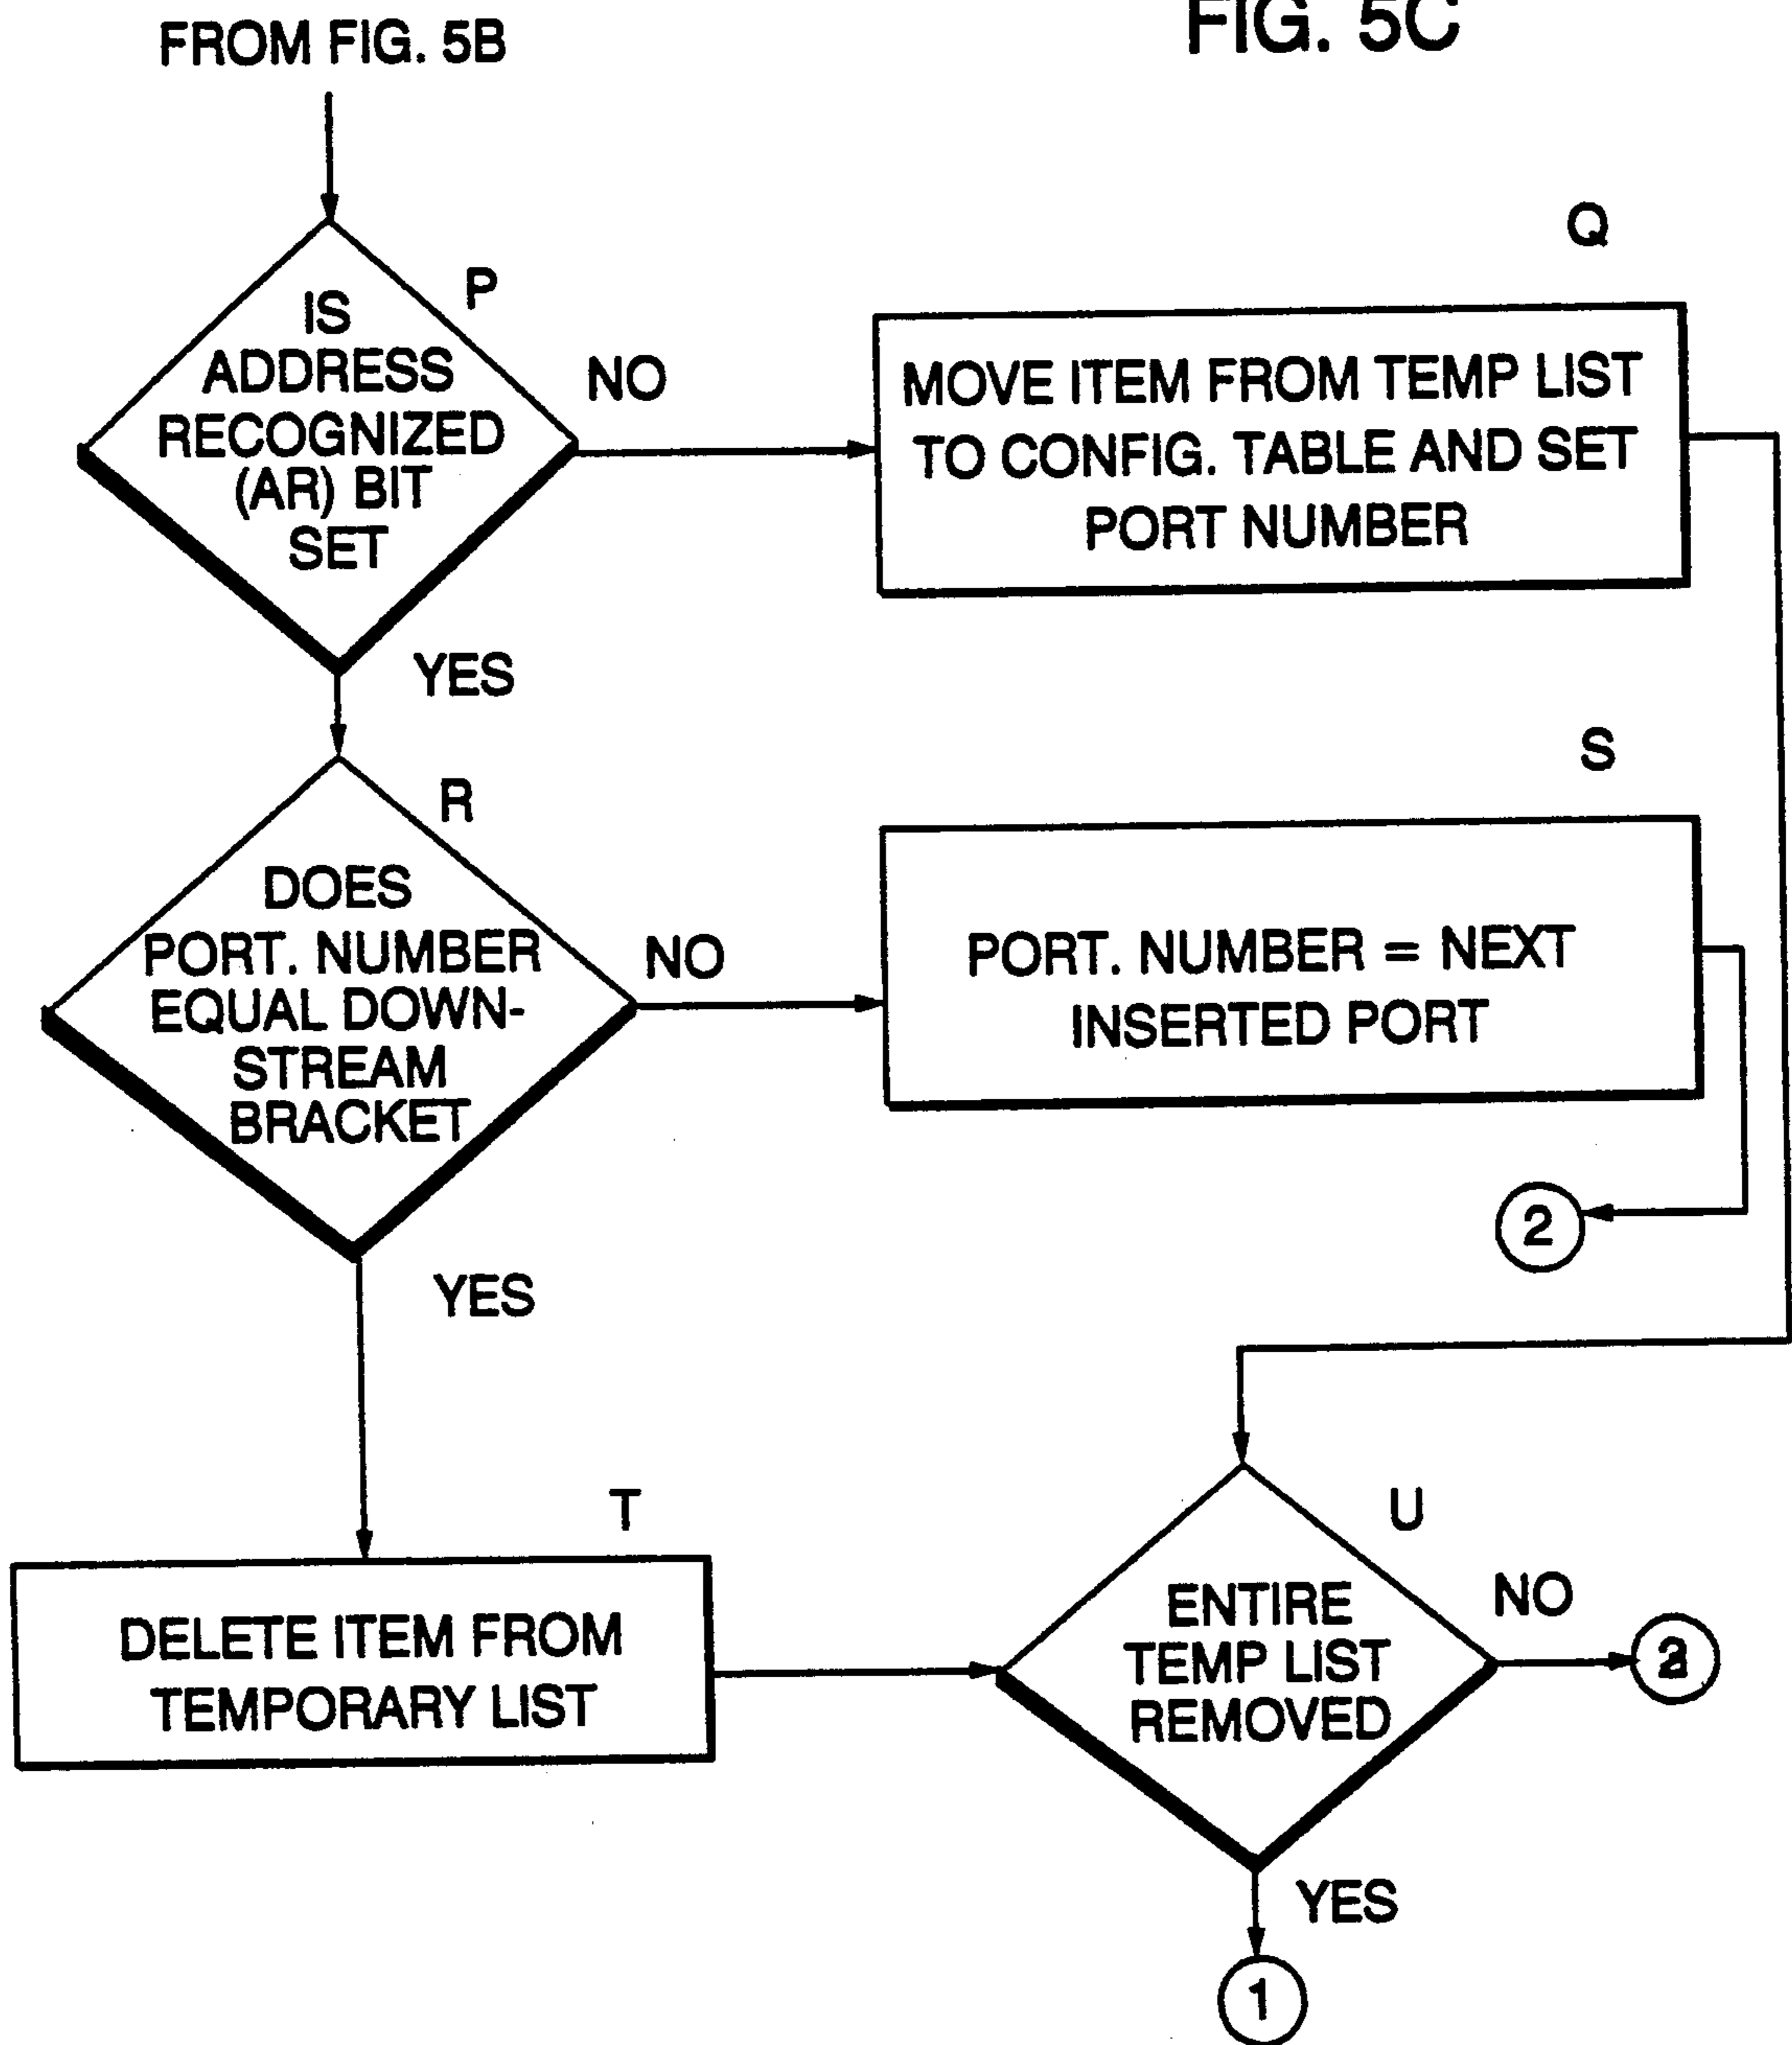 FROM FIG. 5B
FIG. 5C
P
IS
ADDRESS
RECOGNIZED
(AR) BIT
SET
NO
YES
Q
MOVE ITEM FROM TEMP LIST
TO CONFIG. TABLE AND SET
PORT NUMBER
R
DOES
PORT. NUMBER
EQUAL DOWN-
STREAM
BRACKET
NO
YES
S
PORT. NUMBER = NEXT
INSERTED PORT
2
T
DELETE ITEM FROM
TEMPORARY LIST
U
ENTIRE
TEMP LIST
REMOVED
NO
YES
1